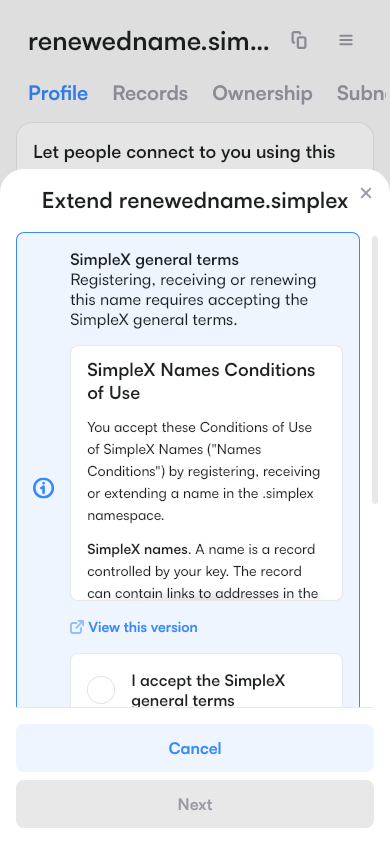 renewedname.sim...
Profile
Records
Ownership
Subn
Let people connect to you using this
Extend renewedname.simplex
SimpleX general terms
Registering, receiving or renewing
this name requires accepting the
SimpleX general terms.
SimpleX Names Conditions
of Use
You accept these Conditions of Use
of SimpleX Names ("Names
Conditions") by registering, receiving
or extending a name in the .simplex
namespace.
SimpleX names. A name is a record
controlled by your key. The record
can contain links to addresses in the
View this version
I accept the SimpleX
general terms
Cancel
Next